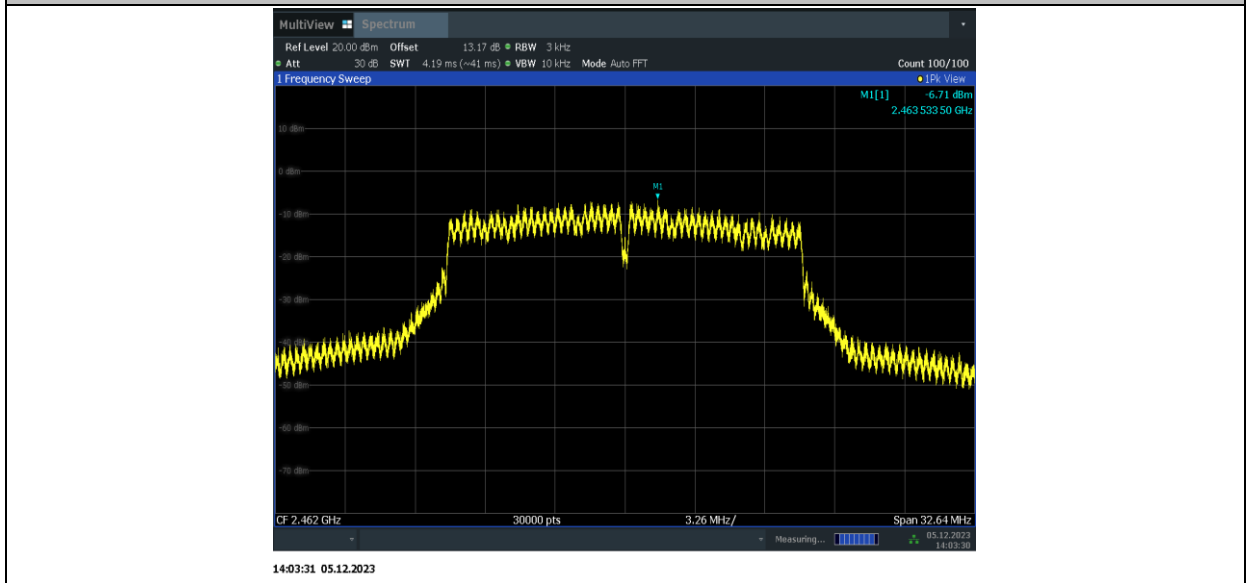 MultiView Spectrum
Ref Level 20.00 dBm Offset 13.17 dB RBW 3 kHz
Att 30 dB SWT 4.19 ms (~41 ms) VBW 10 kHz Mode Auto FFT Count 100/100
1 Frequency Sweep 1Pk View
M1[1] -6.71 dBm
2.463 533 50 GHz
10 dBm
0 dBm
M1
-10 dBm
-20 dBm
-30 dBm
-40 dBm
-50 dBm
-60 dBm
-70 dBm
CF 2.462 GHz 30000 pts 3.26 MHz/ Span 32.64 MHz
Measuring... 05.12.2023
14:03:30
14:03:31 05.12.2023